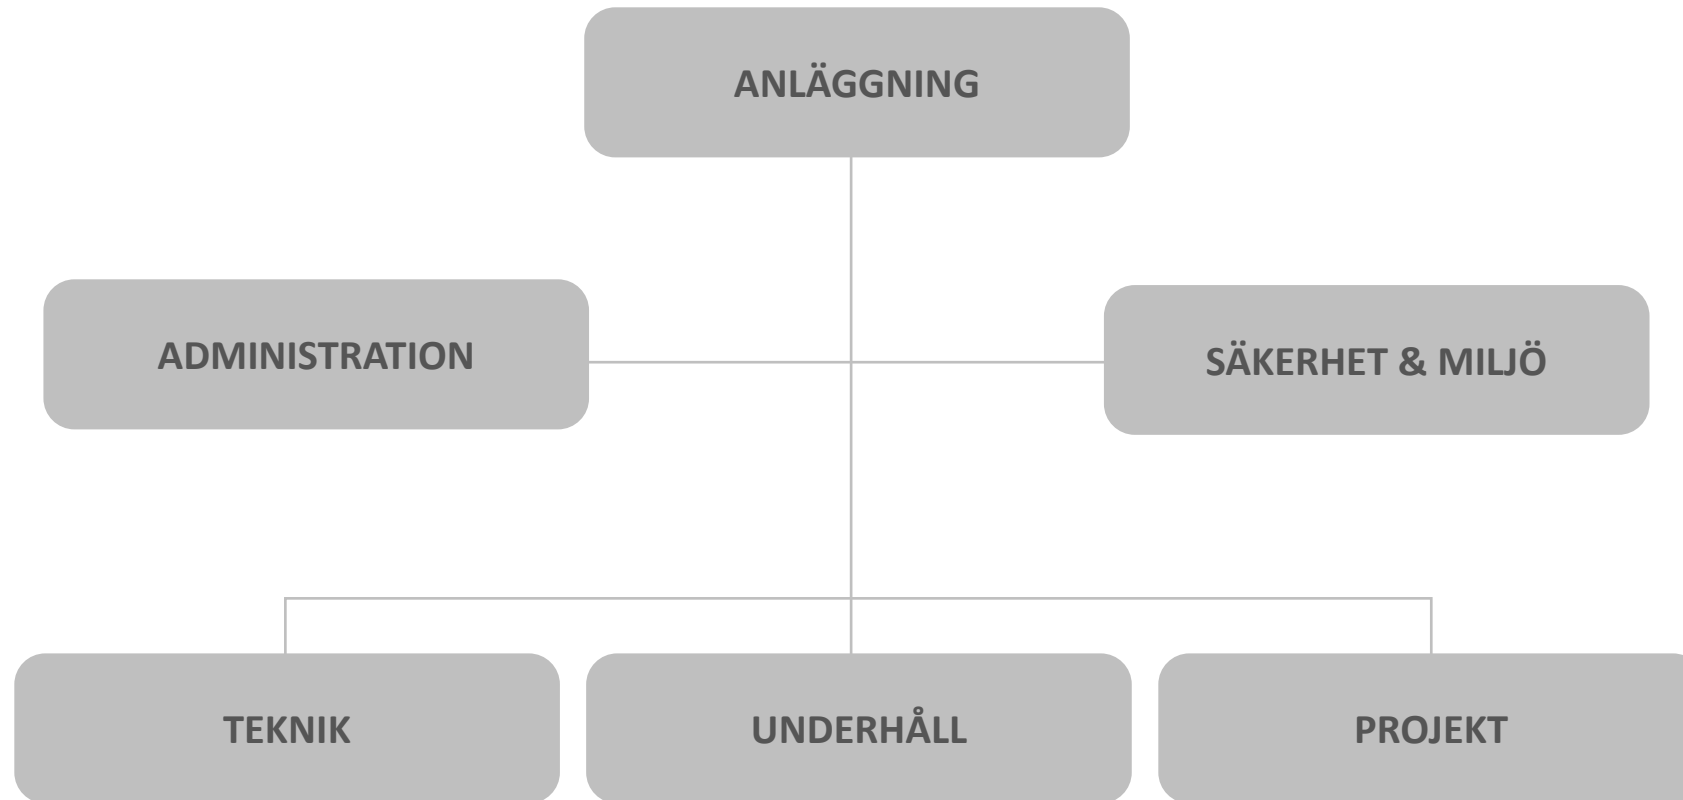 ANLÄGGNING
ADMINISTRATION
SÄKERHET & MILJÖ
TEKNIK
UNDERHÅLL
PROJEKT